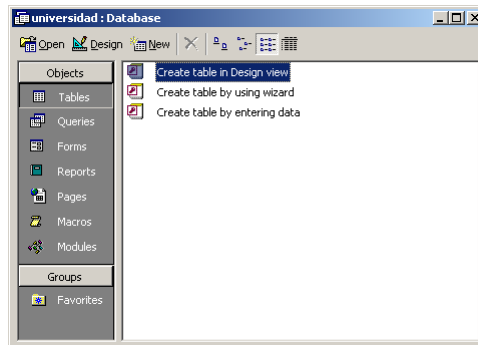 universidad : Database
Open Design New
Objects
Tables
Queries
Forms
Reports
Pages
Macros
Modules
Groups
Favorites
Create table in Design view
Create table by using wizard
Create table by entering data